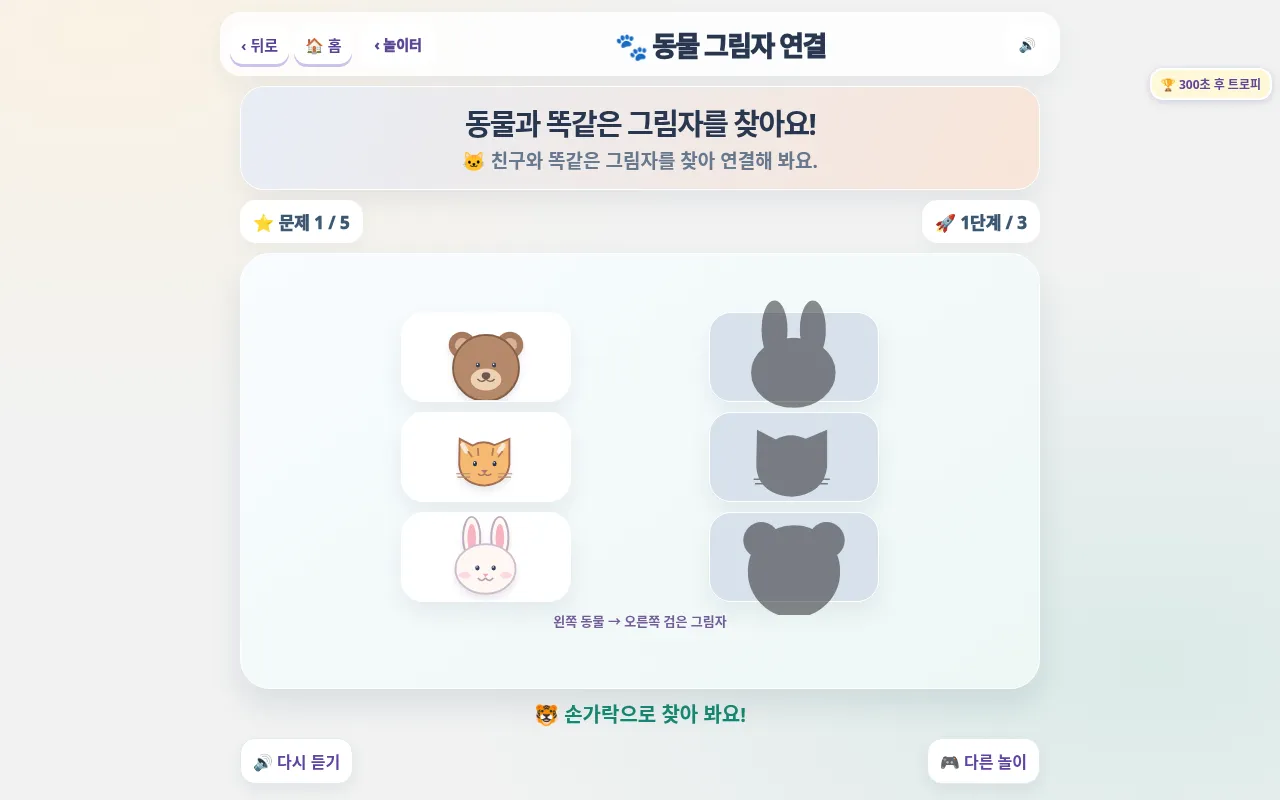 ‹ 뒤로
🏠 홈
‹ 놀이터
🐾 동물 그림자 연결
🔊
🏆 300초 후 트로피
동물과 똑같은 그림자를 찾아요!
🐱 친구와 똑같은 그림자를 찾아 연결해 봐요.
⭐ 문제 1 / 5
🚀 1단계 / 3
왼쪽 동물 → 오른쪽 검은 그림자
🐯 손가락으로 찾아 봐요!
🔊 다시 듣기
🎮 다른 놀이